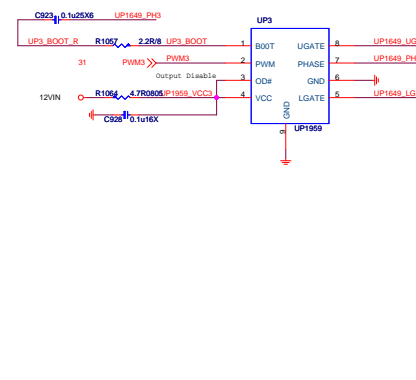 C923 0.1u25X6 UP1649_PH3
UP3
UP3_BOOT_R R1057 2.2R/8 UP3_BOOT 1 BOOT UGATE 8 UP1649_UG
31 PWM3 PWM3 2 PWM PHASE 7 UP1649_PH
Output Disable 3 OD# GND 6
12VIN R1064 4.7R0805 UP1959_VCC3 4 VCC LGATE 5 UP1649_LG
C928 0.1u16X
GND
9
UP1959